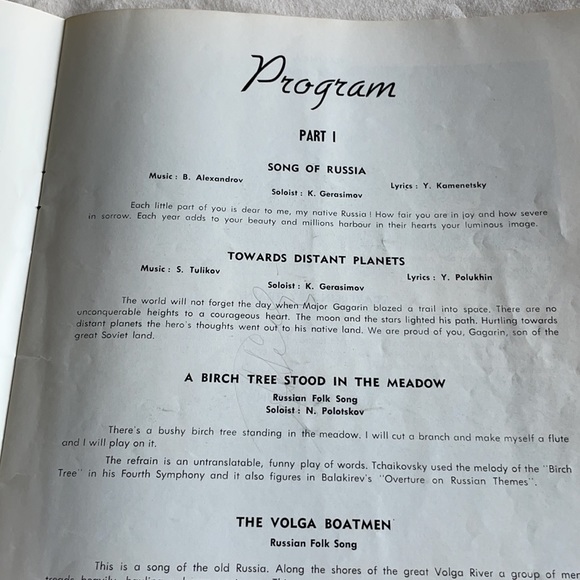 Program
PART I
SONG OF RUSSIA
Music : B. Alexandrov Lyrics : Y. Kamenetsky
Soloist : K. Gerasimov
Each little part of you is dear to me, my native Russia ! How fair you are in joy and how severe
in sorrow. Each year adds to your beauty and millions harbour in their hearts your luminous image.
TOWARDS DISTANT PLANETS
Music : S. Tulikov Lyrics : Y. Polukhin
Soloist : K. Gerasimov
The world will not forget the day when Major Gagarin blazed a trail into space. There are no
unconquerable heights to a courageous heart. The moon and the stars lighted his path. Hurtling towards
distant planets the hero's thoughts went out to his native land. We are proud of you, Gagarin, son of the
great Soviet land.
A BIRCH TREE STOOD IN THE MEADOW
Russian Folk Song
Soloist : N. Polotskov
There's a bushy birch tree standing in the meadow. I will cut a branch and make myself a flute
and I will play on it.
The refrain is an untranslatable, funny play of words. Tchaikovsky used the melody of the "Birch
Tree" in his Fourth Symphony and it also figures in Balakirev's "Overture on Russian Themes".
THE VOLGA BOATMEN
Russian Folk Song
This is a song of the old Russia. Along the shores of the great Volga River a group of men